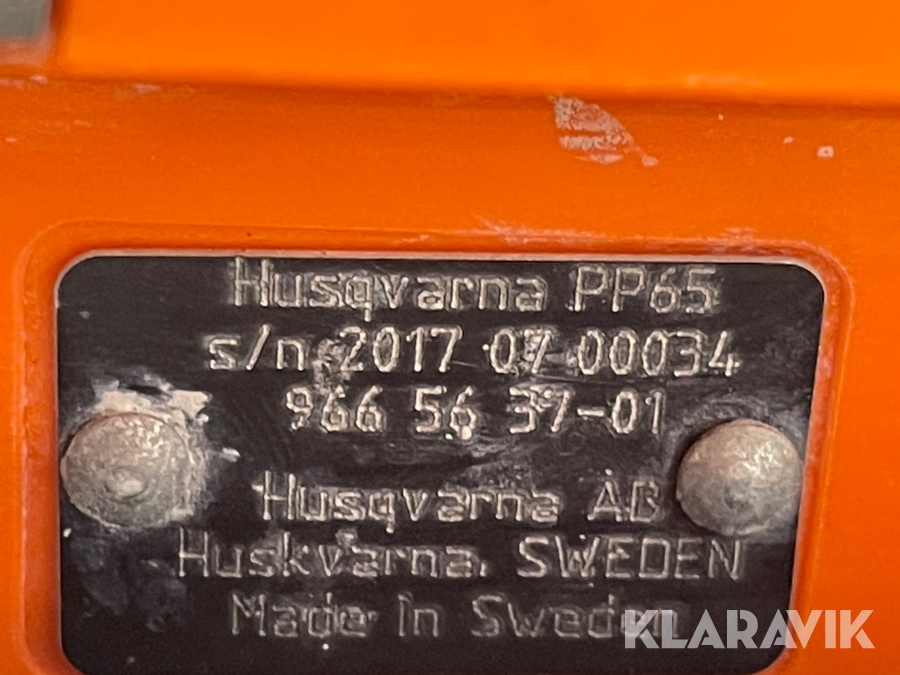 Husqvarna PP65
s/n 2017 07 00034
966 56 37-01
Husqvarna AB
Huskvarna, SWEDEN
Made in Sweden
KLARAVIK